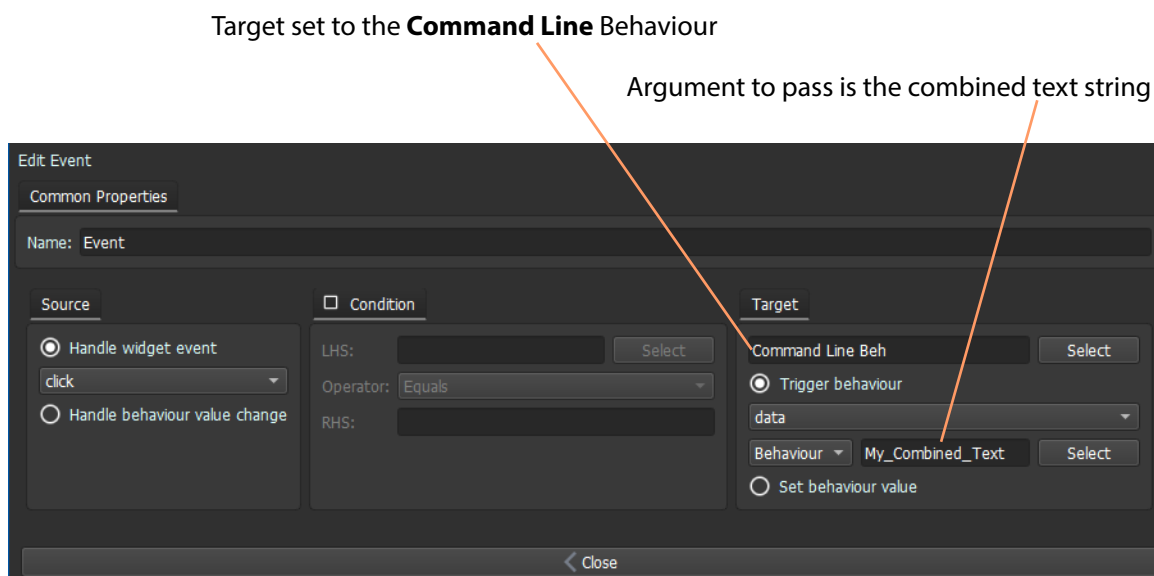 Target set to the Command Line Behaviour
Argument to pass is the combined text string
Edit Event
Common Properties
Name: Event
Source
Handle widget event
click
Handle behaviour value change
Condition
LHS: Select
Operator: Equals
RHS:
Target
Command Line Beh Select
Trigger behaviour
data
Behaviour My_Combined_Text Select
Set behaviour value
Close